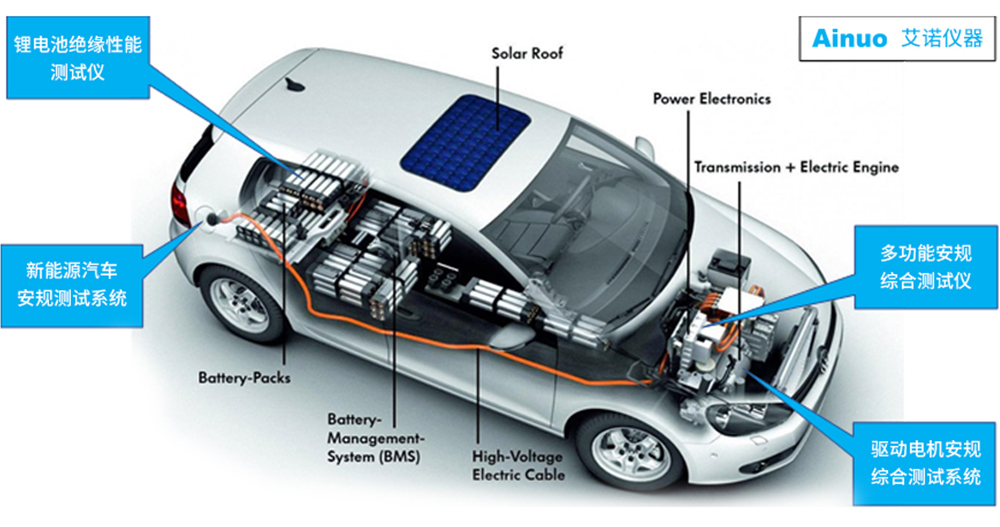 锂电池绝缘性能
测试仪
Solar Roof
Ainuo 艾诺仪器
Power Electronics
Transmission + Electric Engine
新能源汽车
安规测试系统
多功能安规
综合测试仪
Battery-Packs
Battery-
Management-
System (BMS)
High-Voltage
Electric Cable
驱动电机安规
综合测试系统